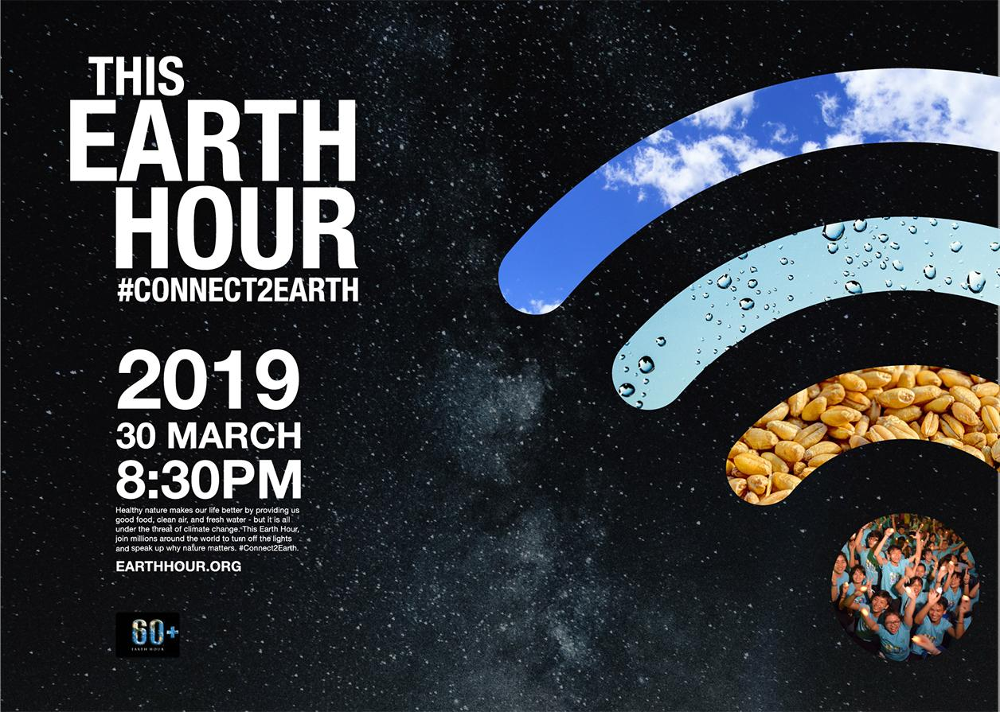 THIS
EARTH
HOUR
#CONNECT2EARTH
2019
30 MARCH
8:30PM
Healthy nature makes our life better by providing us
good food, clean air, and fresh water - but it is all
under the threat of climate change. This Earth Hour,
join millions around the world to turn off the lights
and speak up why nature matters. #Connect2Earth.
EARTHHOUR.ORG
60+
EARTH HOUR